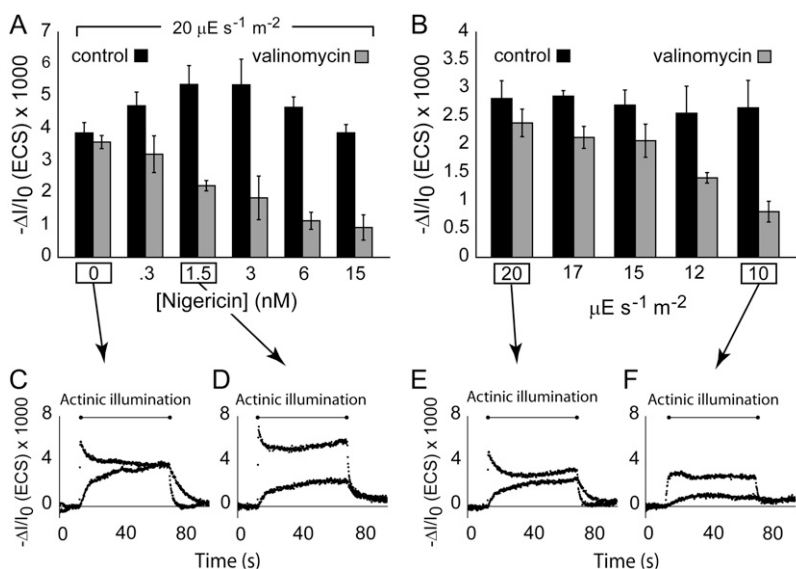 A
20 μE s⁻¹ m⁻²
-ΔI/I₀ (ECS) x 1000
7
6
5
4
3
2
1
0
control
valinomycin
0
.3
1.5
3
6
15
[Nigericin] (nM)
B
-ΔI/I₀ (ECS) x 1000
4
3.5
3
2.5
2
1.5
1
0.5
0
control
valinomycin
20
17
15
12
10
μE s⁻¹ m⁻²
C
Actinic illumination
-ΔI/I₀ (ECS) x 1000
8
4
0
0
40
80
D
Actinic illumination
0
40
80
Time (s)
E
Actinic illumination
-ΔI/I₀ (ECS) x 1000
8
4
0
0
40
80
F
Actinic illumination
0
40
80
Time (s)